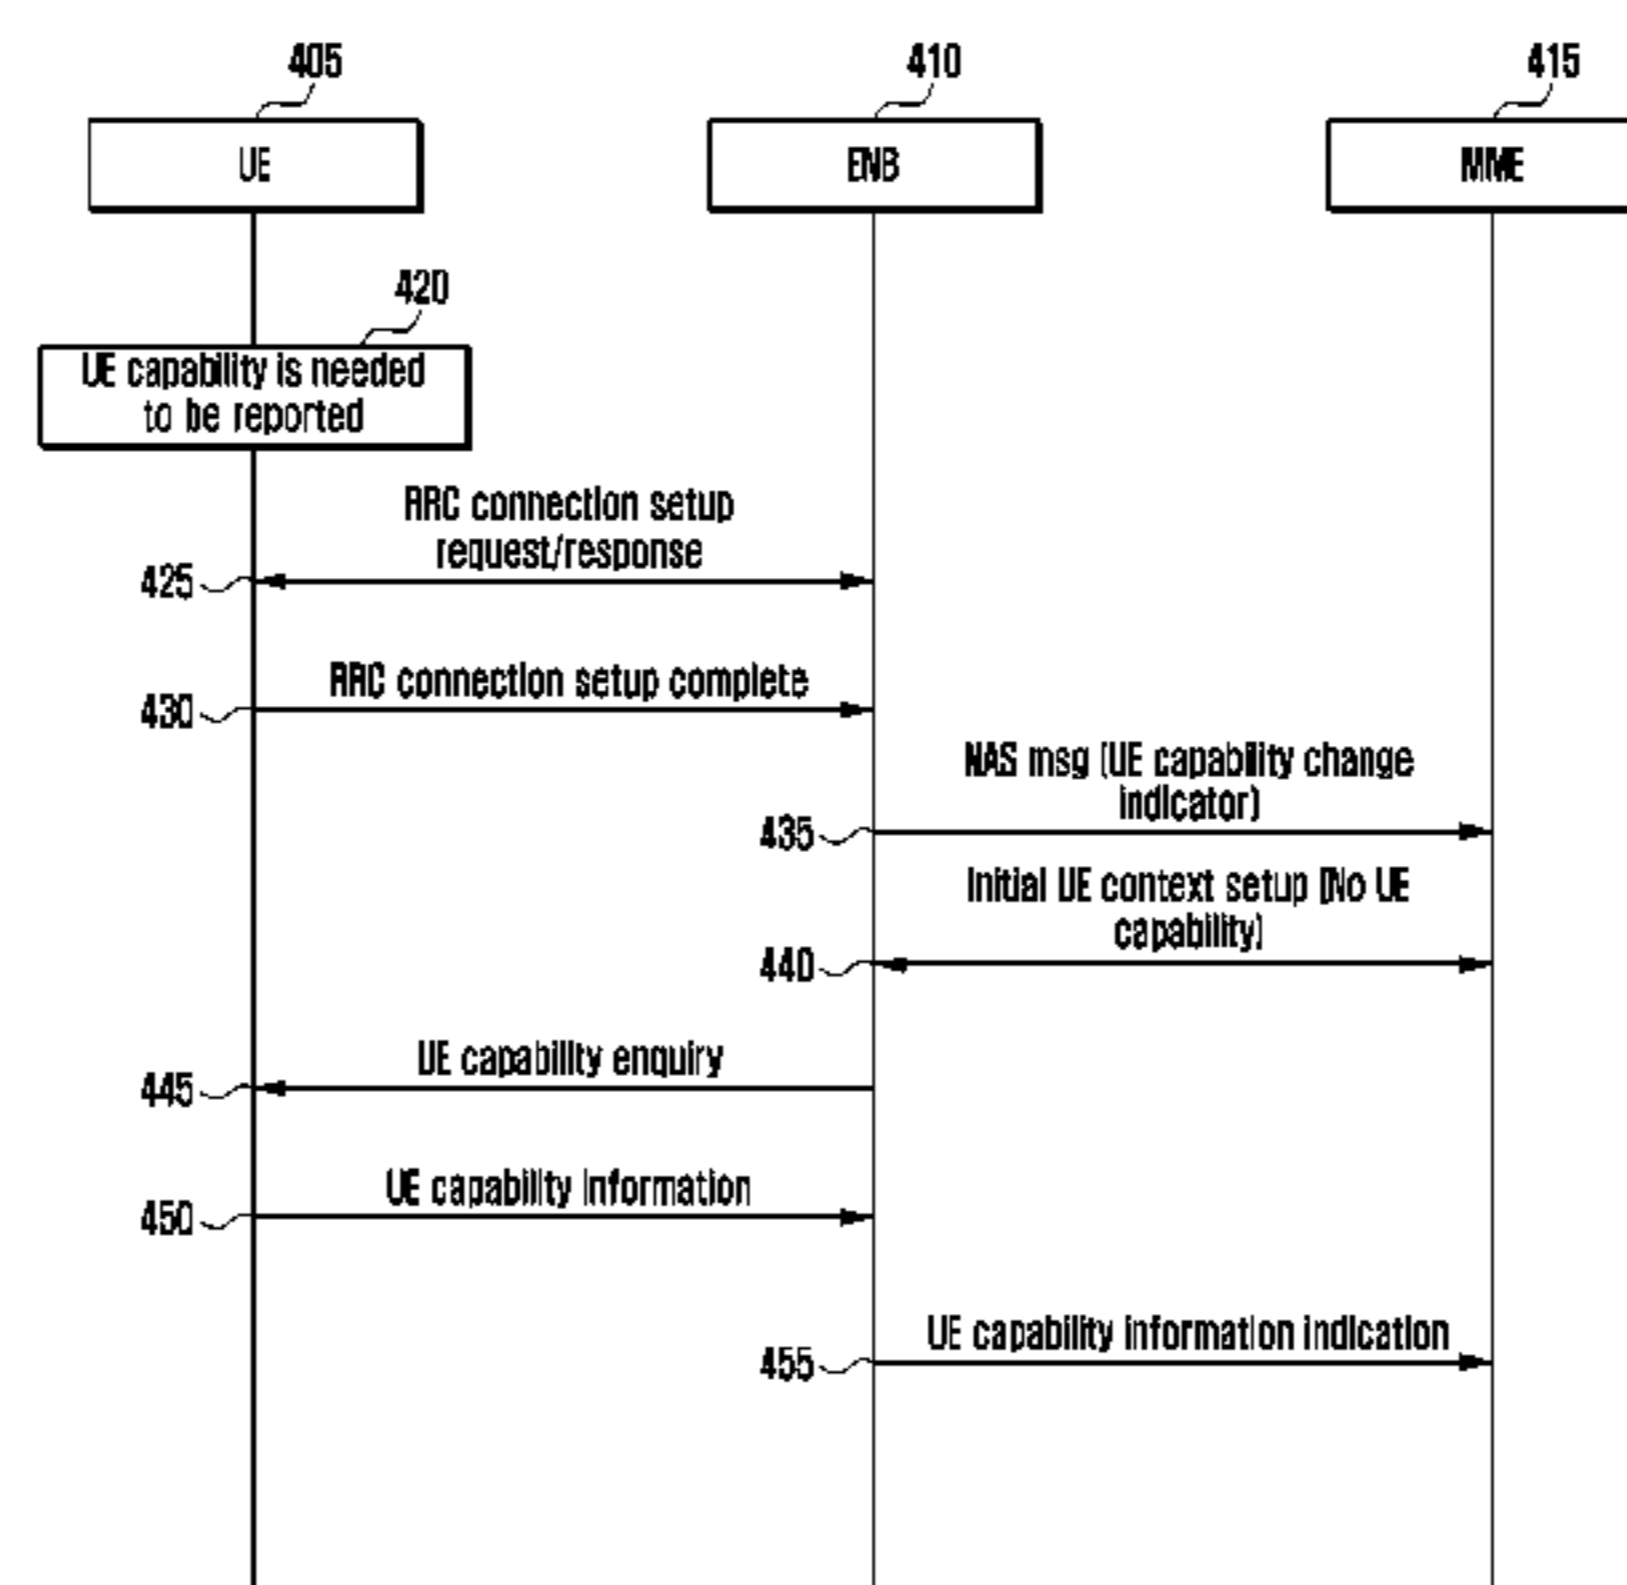 405
410
415
UE
ENB
MME
420
UE capability is needed
to be reported
RRC connection setup
request/response
425
RRC connection setup complete
430
NAS msg (UE capability change
indicator)
435
Initial UE context setup (No UE
capability)
440
UE capability enquiry
445
UE capability information
450
UE capability information indication
455